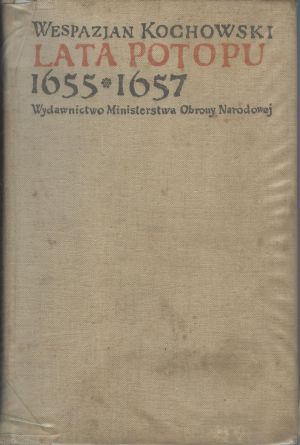 WESPAZJAN KOCHOWSKI
LATA POTOPU
1655*1657
Wydawnictwo Ministerstwa Obrony Narodowej